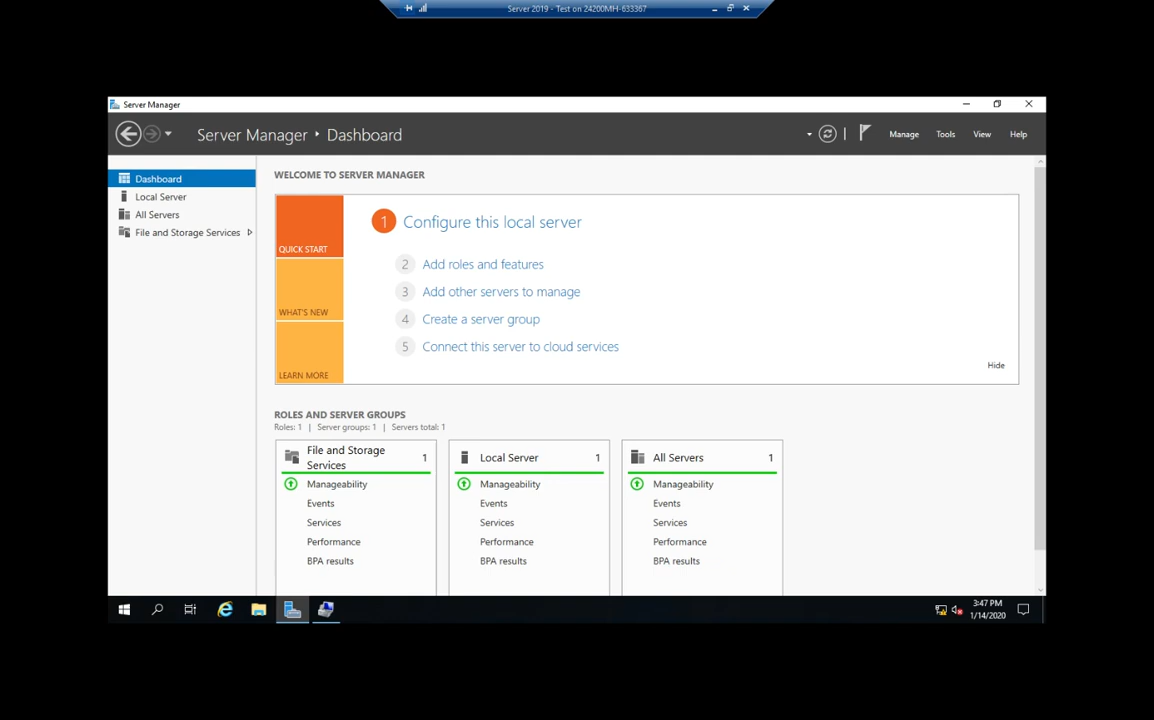 Server 2019 - Test on 24200MH-633367
Server Manager
Server Manager ‣ Dashboard
Manage Tools View Help
Dashboard
Local Server
All Servers
File and Storage Services
WELCOME TO SERVER MANAGER
QUICK START
WHAT'S NEW
LEARN MORE
1 Configure this local server
2 Add roles and features
3 Add other servers to manage
4 Create a server group
5 Connect this server to cloud services
Hide
ROLES AND SERVER GROUPS
Roles: 1 | Server groups: 1 | Servers total: 1
File and Storage
Services 1
Manageability
Events
Services
Performance
BPA results
Local Server 1
Manageability
Events
Services
Performance
BPA results
All Servers 1
Manageability
Events
Services
Performance
BPA results
3:47 PM
1/14/2020